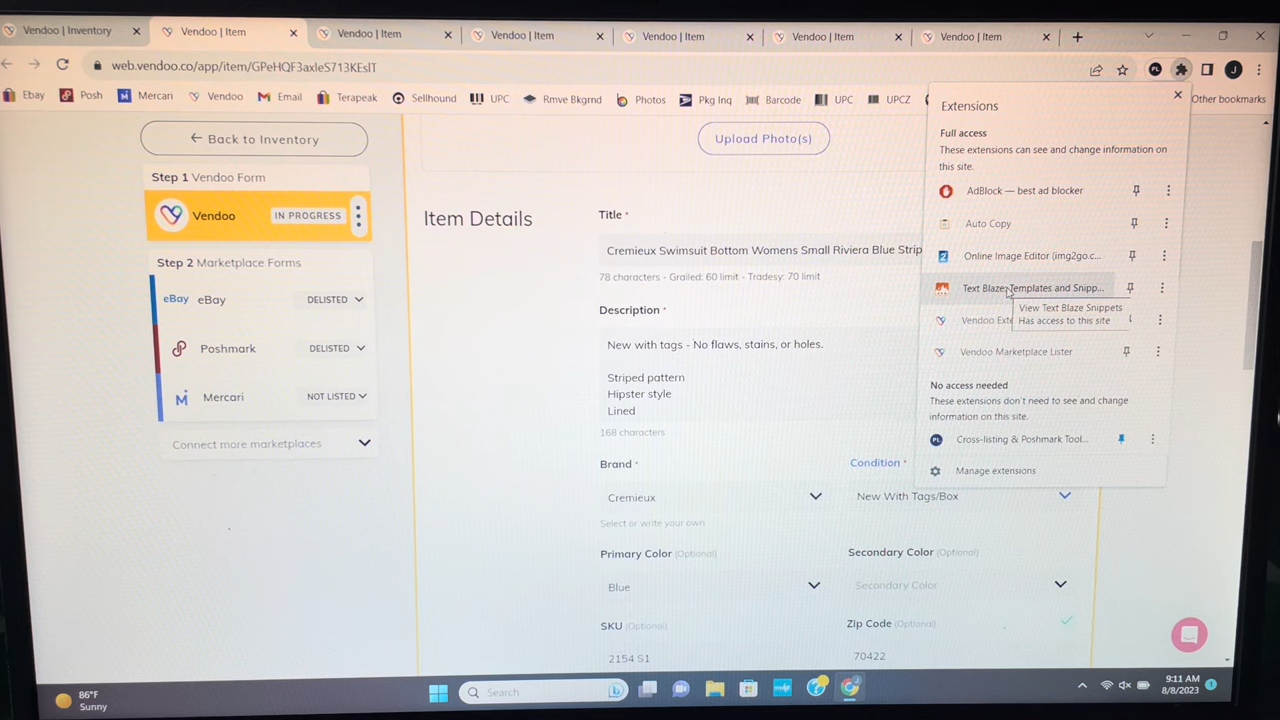 Vendoo | Inventory
Vendoo | Item
Vendoo | Item
Vendoo | Item
Vendoo | Item
Vendoo | Item
Vendoo | Item
web.vendoo.co/app/item/
Ebay
Posh
Mercari
Vendoo
Email
Terapeak
Sellhound
UPC
Rmve Bkgrnd
Photos
Pkg Inq
Barcode
UPC
UPCZ
Other bookmarks
PL
J
Back to Inventory
Step 1 Vendoo Form
Vendoo
IN PROGRESS
Step 2 Marketplace Forms
eBay eBay
DELISTED
Poshmark
DELISTED
Mercari
NOT LISTED
Connect more marketplaces
Upload Photo(s)
Item Details
Title *
Cremieux Swimsuit Bottom Womens Small Riviera Blue Strip
78 characters - Grailed: 60 limit - Tradesy: 70 limit
Description *
New with tags - No flaws, stains, or holes.
Striped pattern
Hipster style
Lined
168 characters
Brand *
Condition *
Cremieux
New With Tags/Box
Select or write your own
Primary Color (Optional)
Secondary Color (Optional)
Blue
Secondary Color
SKU (Optional)
Zip Code (Optional)
2154 S1
70422
Extensions
Full access
These extensions can see and change information on
this site.
AdBlock — best ad blocker
Auto Copy
Online Image Editor (img2go.c...
Text Blaze: Templates and Snipp...
View Text Blaze Snippets
Has access to this site
Vendoo Ext
Vendoo Marketplace Lister
No access needed
These extensions don't need to see and change
information on this site.
PL
Cross-listing & Poshmark Tool...
Manage extensions
86°F
Sunny
Search
9:11 AM
8/8/2023